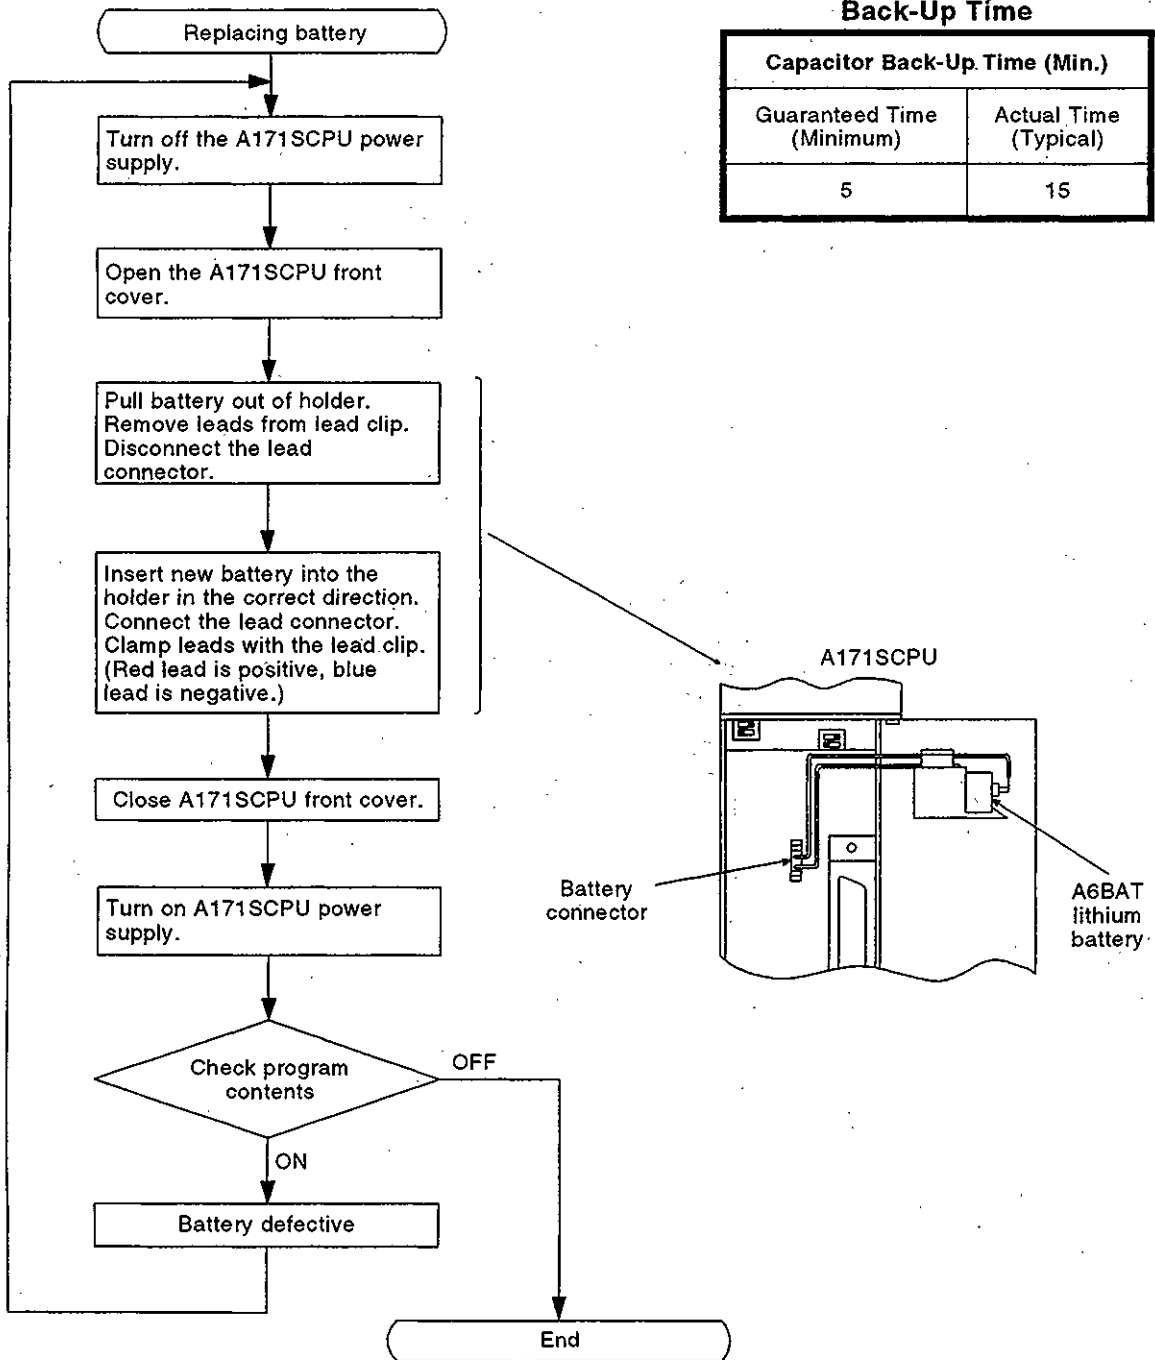 Replacing battery
Turn off the A171SCPU power
supply.
Open the A171SCPU front
cover.
Pull battery out of holder.
Remove leads from lead clip.
Disconnect the lead
connector.
Insert new battery into the
holder in the correct direction.
Connect the lead connector.
Clamp leads with the lead clip.
(Red lead is positive, blue
lead is negative.)
Close A171SCPU front cover.
Turn on A171SCPU power
supply.
Check program
contents
OFF
ON
Battery defective
End
Back-Up Time
Capacitor Back-Up Time (Min.)
Guaranteed Time
(Minimum)
Actual Time
(Typical)
5
15
A171SCPU
Battery
connector
A6BAT
lithium
battery